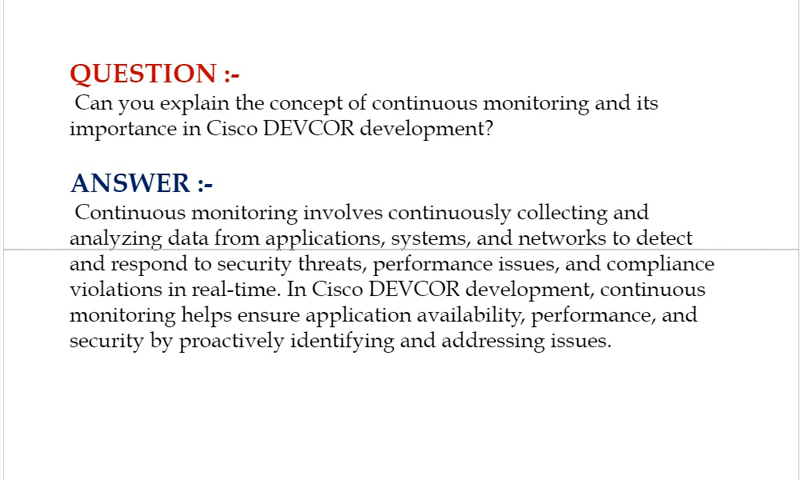 QUESTION :-
Can you explain the concept of continuous monitoring and its
importance in Cisco DEVCOR development?
ANSWER :-
Continuous monitoring involves continuously collecting and
analyzing data from applications, systems, and networks to detect
and respond to security threats, performance issues, and compliance
violations in real-time. In Cisco DEVCOR development, continuous
monitoring helps ensure application availability, performance, and
security by proactively identifying and addressing issues.